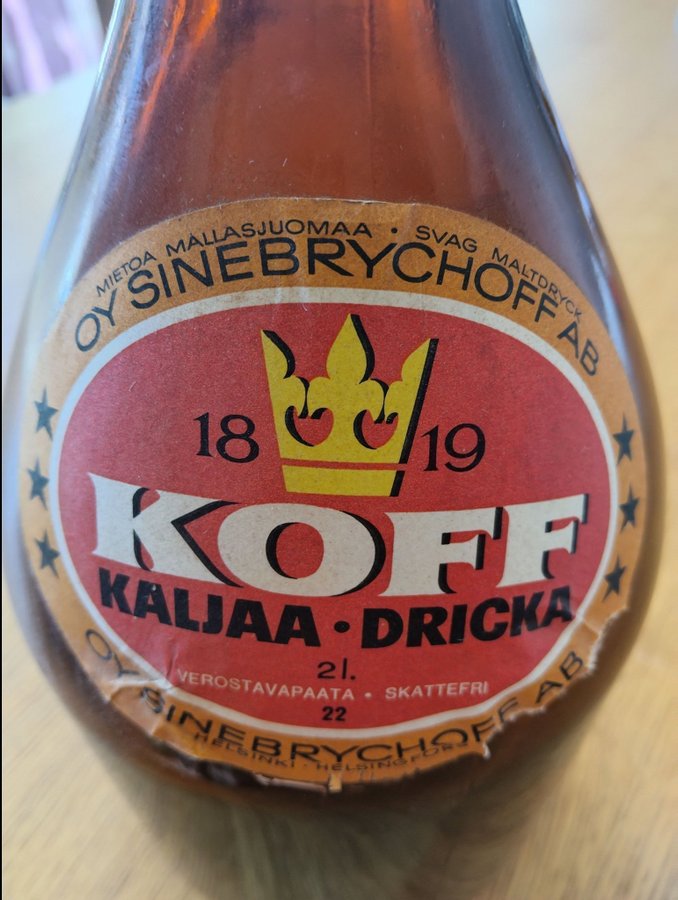 MIETOA MALLASJUOMAA • SVAG MALTDRYCK
OY SINEBRYCHOFF AB
18 19
KOFF
KALJAA • DRICKA
2 l.
VEROSTAVAPAATA • SKATTEFRI
22
OY SINEBRYCHOFF AB
HELSINKI • HELSINGFORS